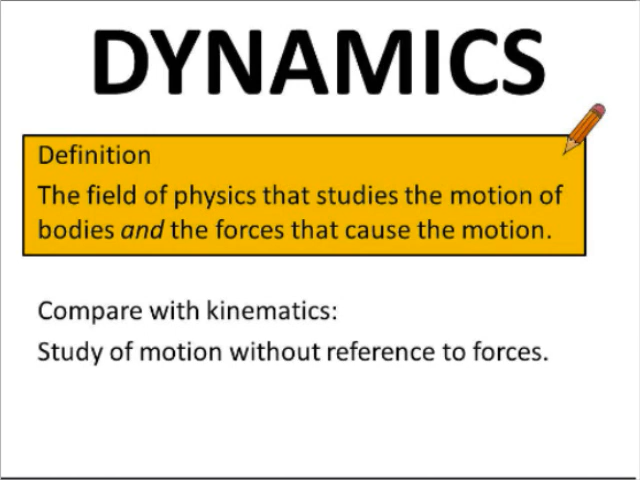 DYNAMICS
Definition
The field of physics that studies the motion of
bodies and the forces that cause the motion.
Compare with kinematics:
Study of motion without reference to forces.